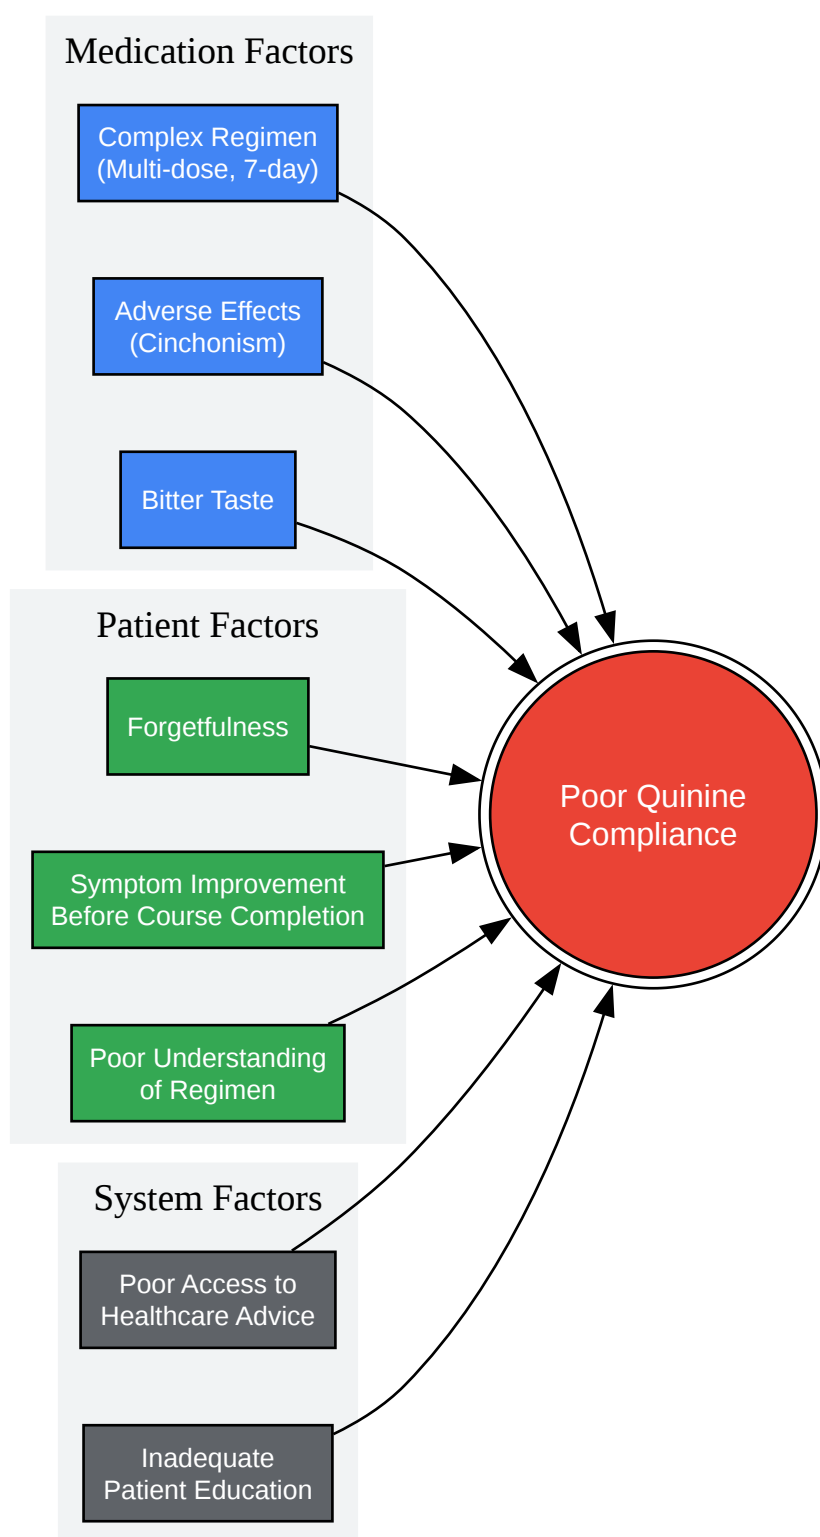 Medication Factors
Complex Regimen
(Multi-dose, 7-day)
Adverse Effects
(Cinchonism)
Bitter Taste
Patient Factors
Forgetfulness
Symptom Improvement
Before Course Completion
Poor Understanding
of Regimen
System Factors
Poor Access to
Healthcare Advice
Inadequate
Patient Education
Poor Quinine
Compliance